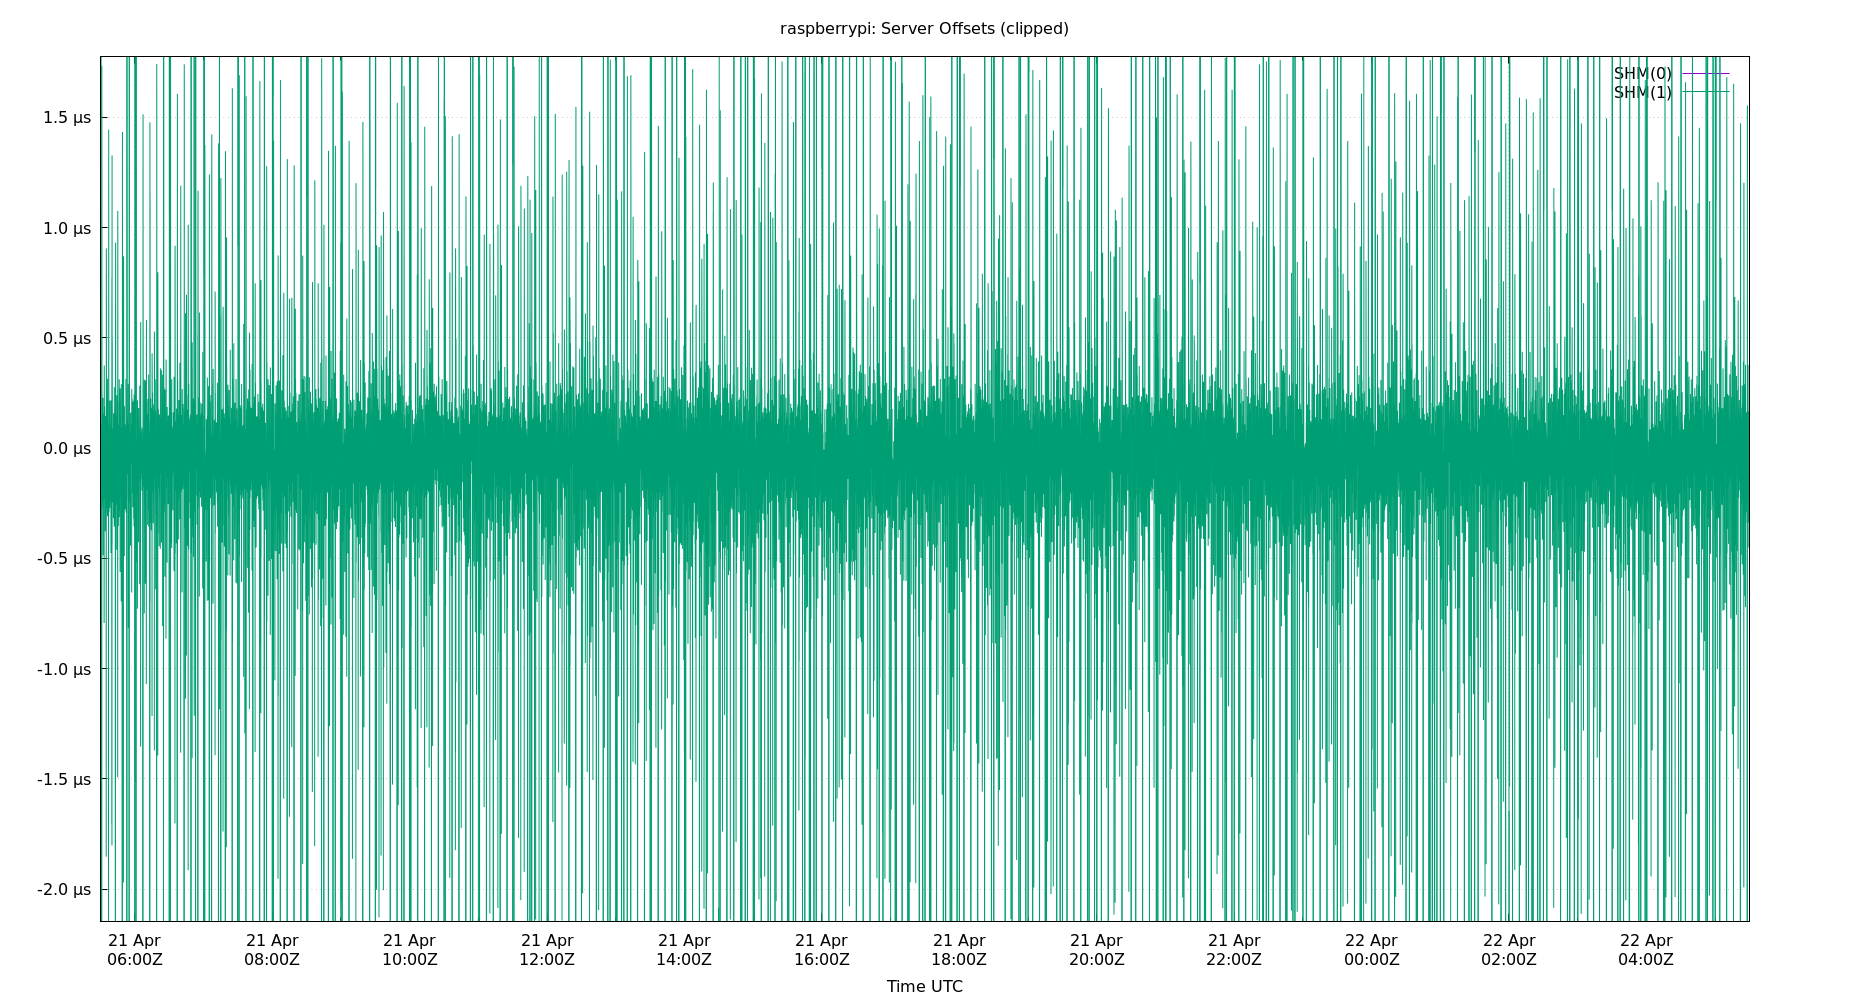 raspberrypi: Server Offsets (clipped)
SHM(0)
SHM(1)
1.5 µs
1.0 µs
0.5 µs
0.0 µs
-0.5 µs
-1.0 µs
-1.5 µs
-2.0 µs
21 Apr 21 Apr 21 Apr 21 Apr 21 Apr 21 Apr 21 Apr 21 Apr 21 Apr 22 Apr 22 Apr 22 Apr
06:00Z 08:00Z 10:00Z 12:00Z 14:00Z 16:00Z 18:00Z 20:00Z 22:00Z 00:00Z 02:00Z 04:00Z
Time UTC